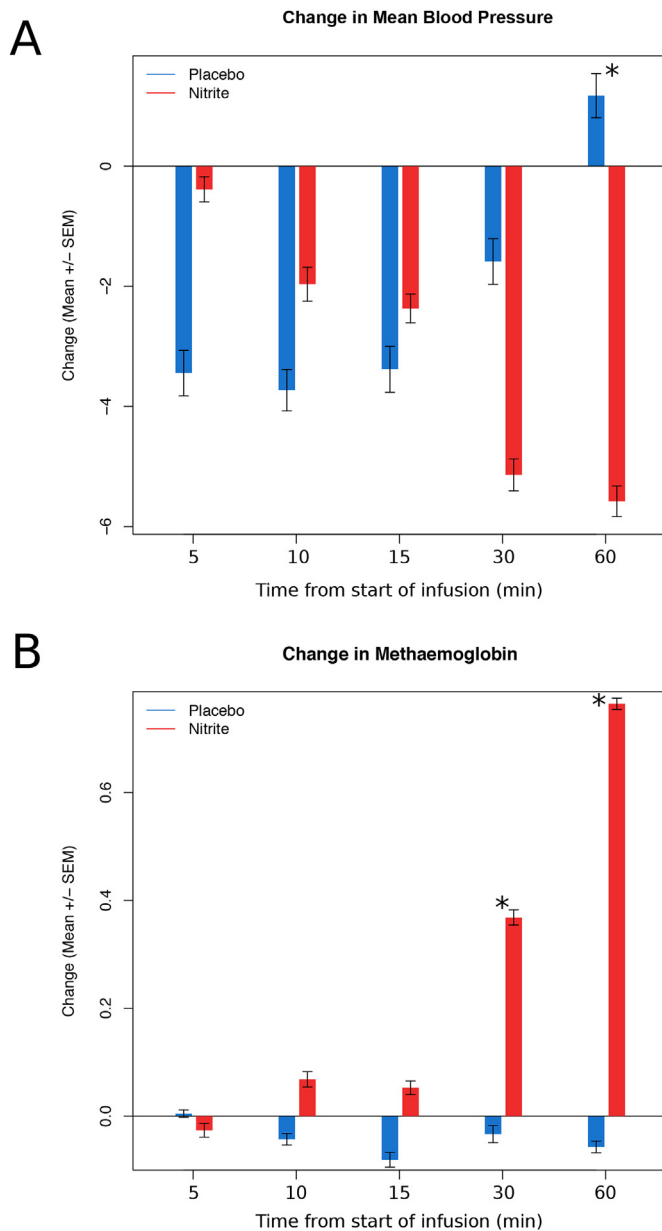 A
Change in Mean Blood Pressure
Placebo
Nitrite
*
0
−2
−4
−6
Change (Mean +/− SEM)
5 10 15 30 60
Time from start of infusion (min)
B
Change in Methaemoglobin
Placebo
Nitrite
*
*
0.6
0.4
0.2
0.0
Change (Mean +/− SEM)
5 10 15 30 60
Time from start of infusion (min)